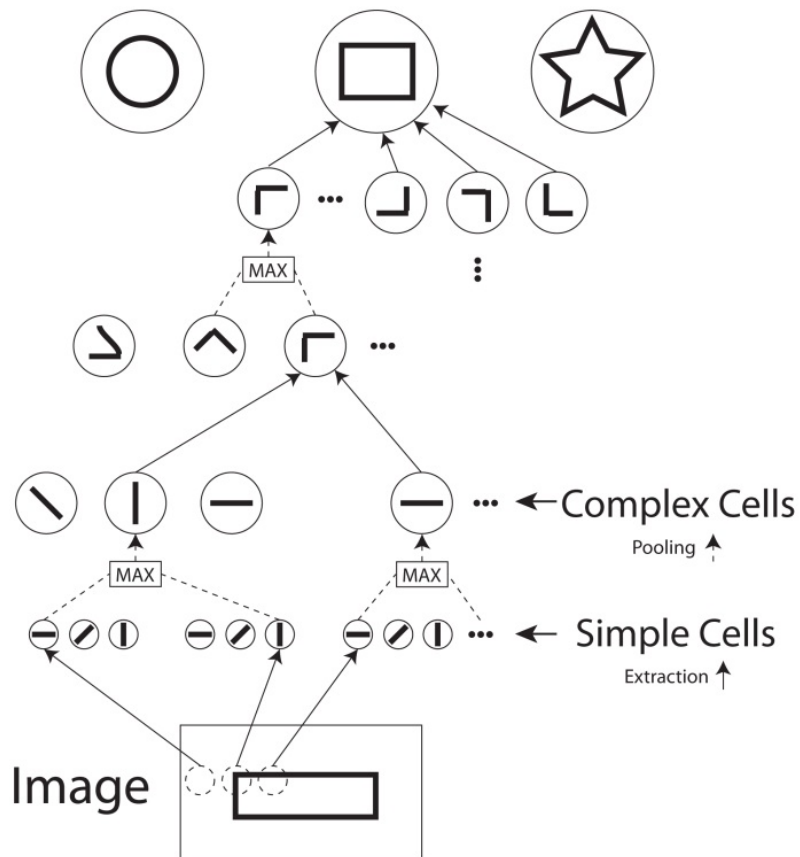 MAX
Complex Cells
Pooling
MAX
MAX
Simple Cells
Extraction
Image